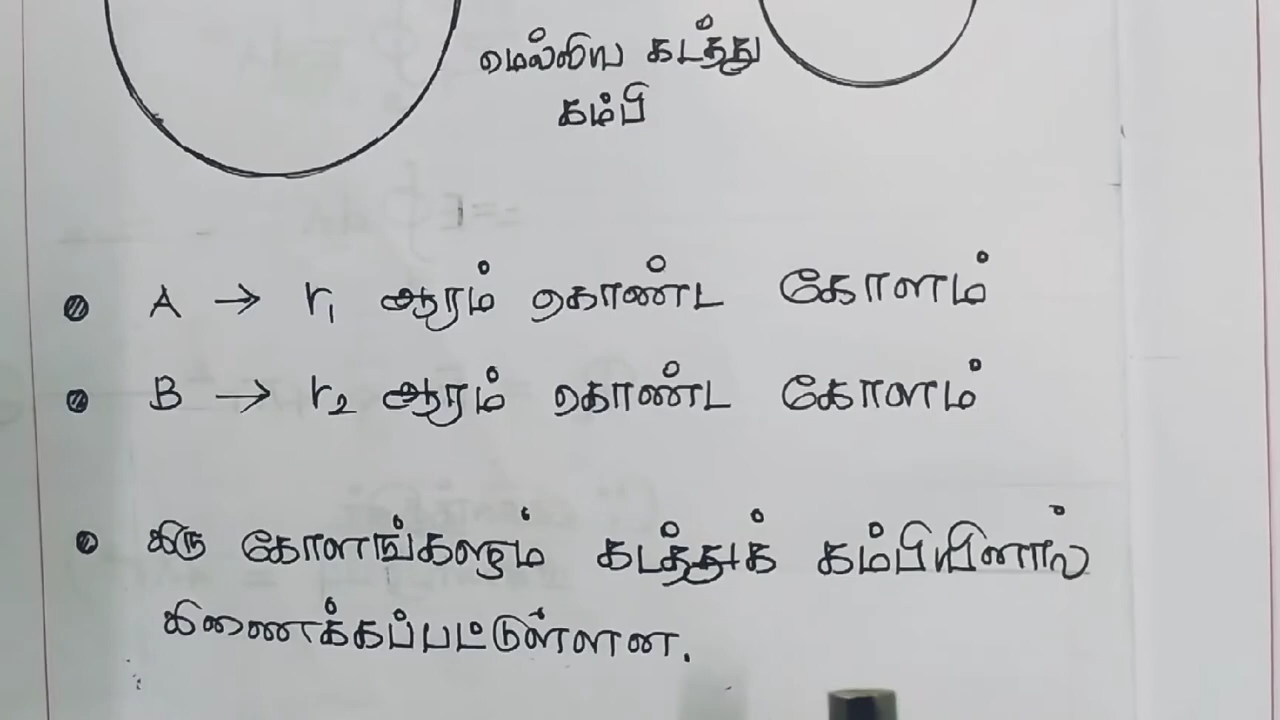 மெல்லிய கடத்து
கம்பி
A → r₁ ஆரம் கொண்ட கோளம்
B → r₂ ஆரம் கொண்ட கோளம்
இரு கோளங்களும் கடத்துக் கம்பியினால்
இணைக்கப்பட்டுள்ளன.